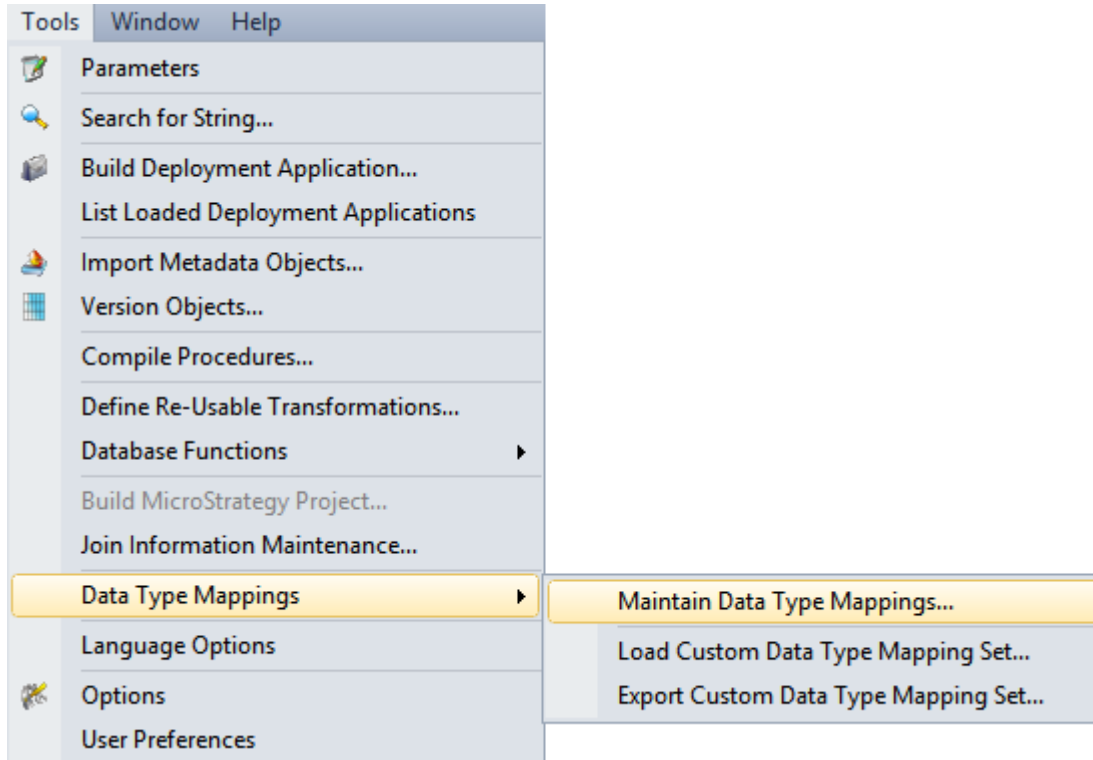 Tools Window Help
Parameters
Search for String...
Build Deployment Application...
List Loaded Deployment Applications
Import Metadata Objects...
Version Objects...
Compile Procedures...
Define Re-Usable Transformations...
Database Functions
Build MicroStrategy Project...
Join Information Maintenance...
Data Type Mappings
Maintain Data Type Mappings...
Language Options
Load Custom Data Type Mapping Set...
Options
Export Custom Data Type Mapping Set...
User Preferences